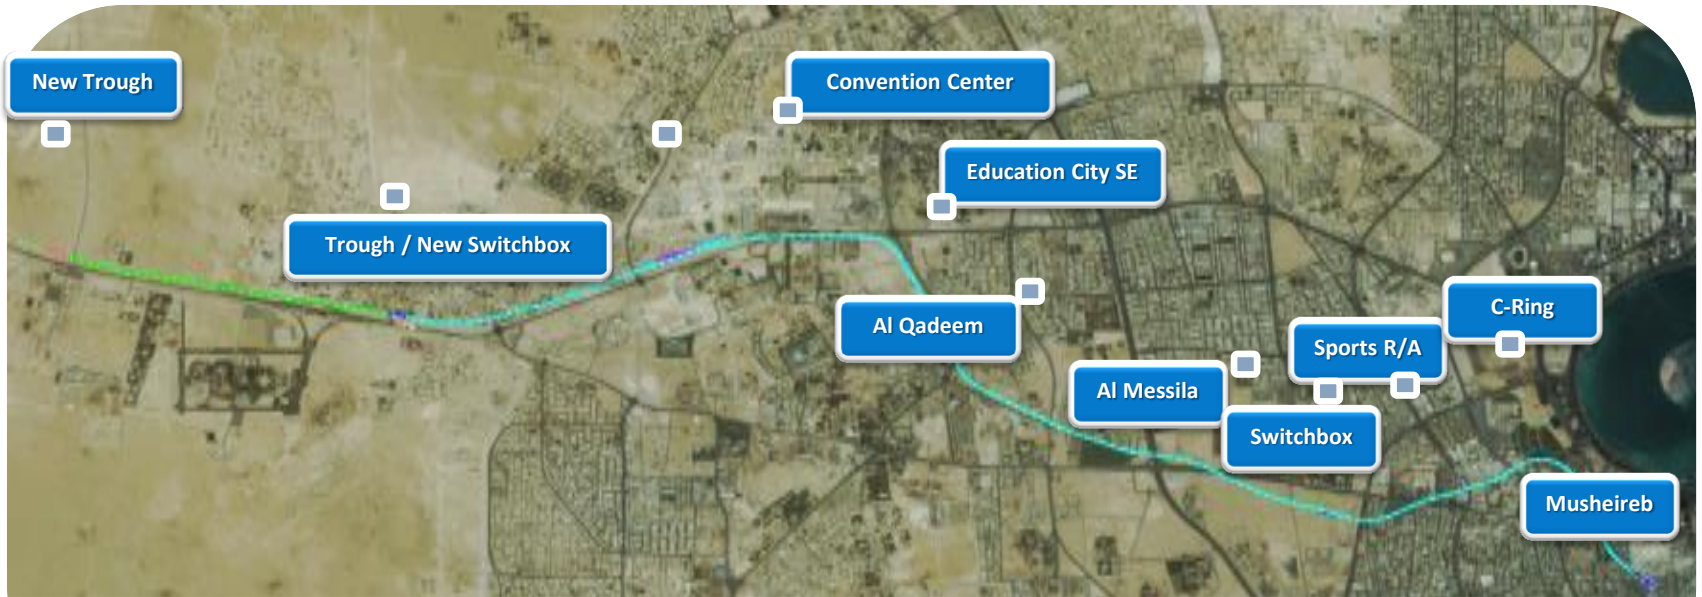 New Trough
Convention Center
Education City SE
Trough / New Switchbox
C-Ring
Al Qadeem
Sports R/A
Al Messila
Switchbox
Musheireb